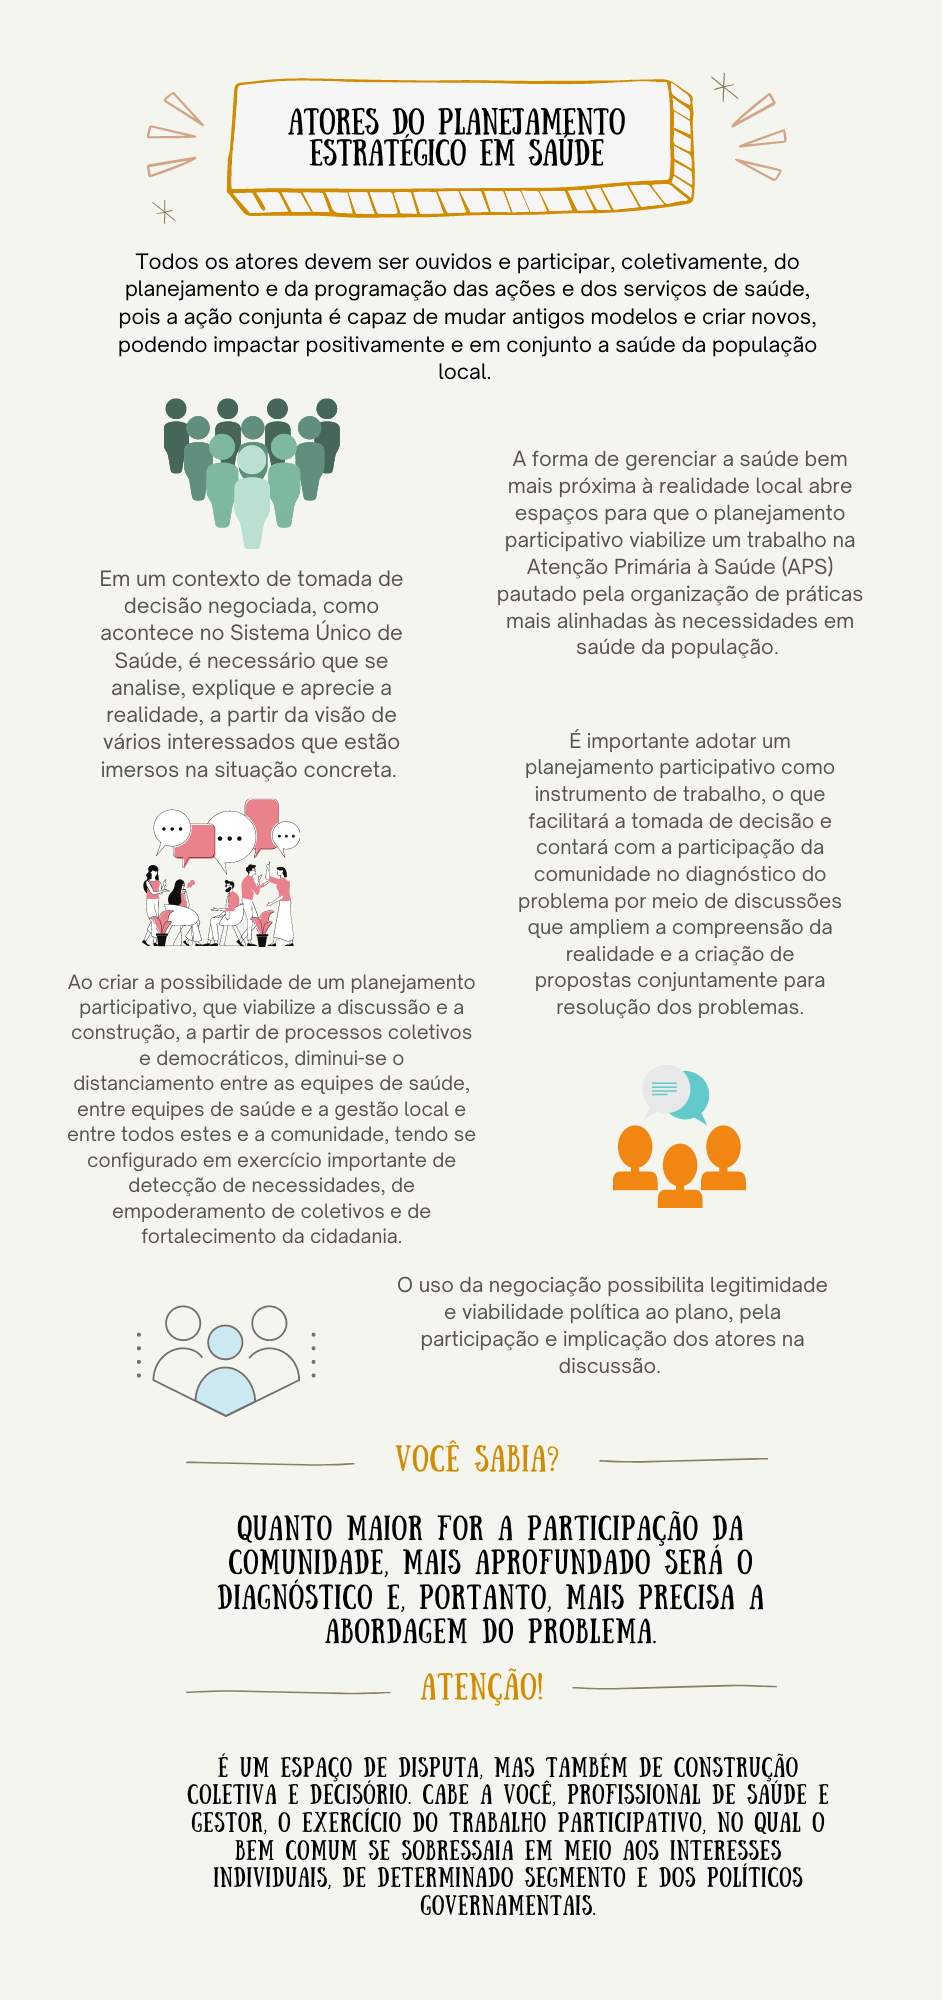 ATORES DO PLANEJAMENTO
ESTRATÉGICO EM SAÚDE
Todos os atores devem ser ouvidos e participar, coletivamente, do
planejamento e da programação das ações e dos serviços de saúde,
pois a ação conjunta é capaz de mudar antigos modelos e criar novos,
podendo impactar positivamente e em conjunto a saúde da população
local.
Em um contexto de tomada de
decisão negociada, como
acontece no Sistema Único de
Saúde, é necessário que se
analise, explique e aprecie a
realidade, a partir da visão de
vários interessados que estão
imersos na situação concreta.
A forma de gerenciar a saúde bem
mais próxima à realidade local abre
espaços para que o planejamento
participativo viabilize um trabalho na
Atenção Primária à Saúde (APS)
pautado pela organização de práticas
mais alinhadas às necessidades em
saúde da população.
É importante adotar um
planejamento participativo como
instrumento de trabalho, o que
facilitará a tomada de decisão e
contará com a participação da
comunidade no diagnóstico do
problema por meio de discussões
que ampliem a compreensão da
realidade e a criação de
propostas conjuntamente para
resolução dos problemas.
Ao criar a possibilidade de um planejamento
participativo, que viabilize a discussão e a
construção, a partir de processos coletivos
e democráticos, diminui-se o
distanciamento entre as equipes de saúde,
entre equipes de saúde e a gestão local e
entre todos estes e a comunidade, tendo se
configurado em exercício importante de
detecção de necessidades, de
empoderamento de coletivos e de
fortalecimento da cidadania.
O uso da negociação possibilita legitimidade
e viabilidade política ao plano, pela
participação e implicação dos atores na
discussão.
VOCÊ SABIA?
QUANTO MAIOR FOR A PARTICIPAÇÃO DA
COMUNIDADE, MAIS APROFUNDADO SERÁ O
DIAGNÓSTICO E, PORTANTO, MAIS PRECISA A
ABORDAGEM DO PROBLEMA.
ATENÇÃO!
É UM ESPAÇO DE DISPUTA, MAS TAMBÉM DE CONSTRUÇÃO
COLETIVA E DECISÓRIO. CABE A VOCÊ, PROFISSIONAL DE SAÚDE E
GESTOR, O EXERCÍCIO DO TRABALHO PARTICIPATIVO, NO QUAL O
BEM COMUM SE SOBRESSAIA EM MEIO AOS INTERESSES
INDIVIDUAIS, DE DETERMINADO SEGMENTO E DOS POLÍTICOS
GOVERNAMENTAIS.